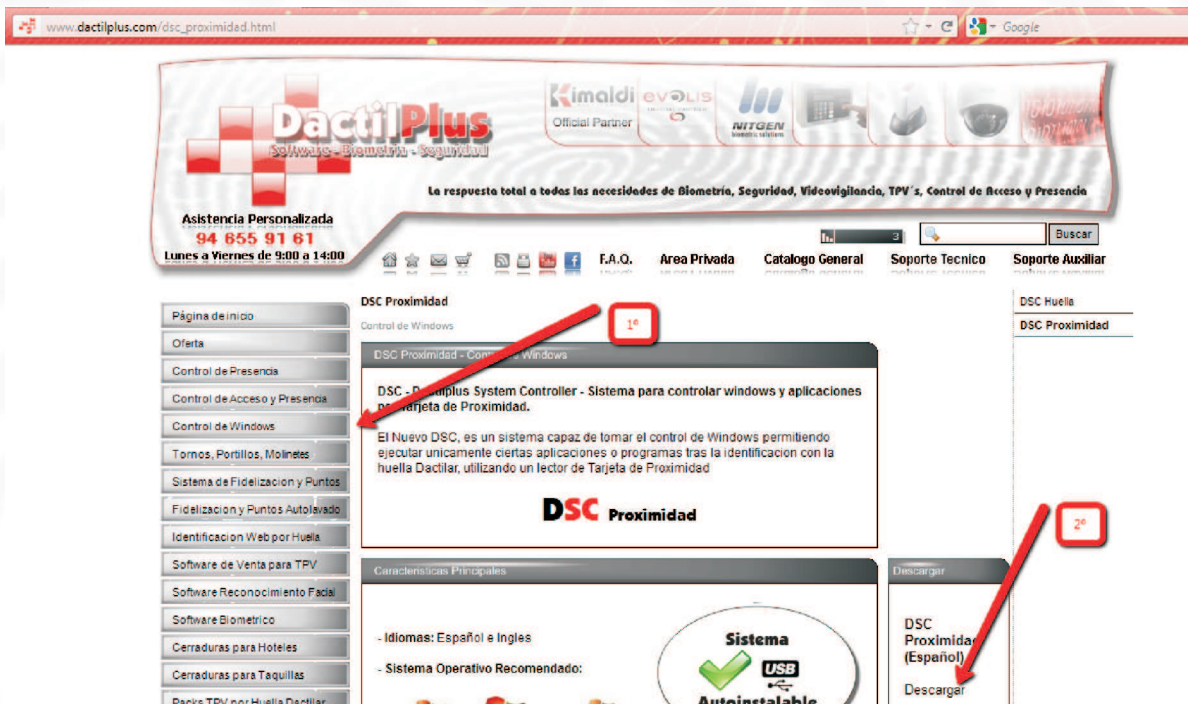 www.dactilplus.com/dsc_proximidad.html
Google
DactilPlus
Software - Biometria - Seguridad
Kimaldi
Official Partner
evolis
NITGEN
biometric solutions
La respuesta total a todas las necesidades de Biometría, Seguridad, Videovigilancia, TPV´s, Control de Acceso y Presencia
Asistencia Personalizada
94 655 91 61
Lunes a Viernes de 9:00 a 14:00
3
Buscar
F.A.Q.
Area Privada
Catalogo General
Soporte Tecnico
Soporte Auxiliar
Página de inicio
Oferta
Control de Presencia
Control de Acceso y Presencia
Control de Windows
Tornos, Portillos, Molinetes
Sistema de Fidelizacion y Puntos
Fidelizacion y Puntos Autolavado
Identificacion Web por Huella
Software de Venta para TPV
Software Reconocimiento Facial
Software Biometrico
Cerraduras para Hoteles
Cerraduras para Taquillas
Packs TPV por Huella Dactilar
DSC Proximidad
Control de Windows
1º
DSC Proximidad - Control de Windows
DSC - Dactilplus System Controller - Sistema para controlar windows y aplicaciones
por Tarjeta de Proximidad.
El Nuevo DSC, es un sistema capaz de tomar el control de Windows permitiendo
ejecutar unicamente ciertas aplicaciones o programas tras la identificacion con la
huella Dactilar, utilizando un lector de Tarjeta de Proximidad
DSC Proximidad
Caracteristicas Principales
- Idiomas: Español e Ingles
- Sistema Operativo Recomendado:
Sistema
USB
Autoinstalable
DSC Huella
DSC Proximidad
2º
Descargar
DSC
Proximidad
(Español)
Descargar